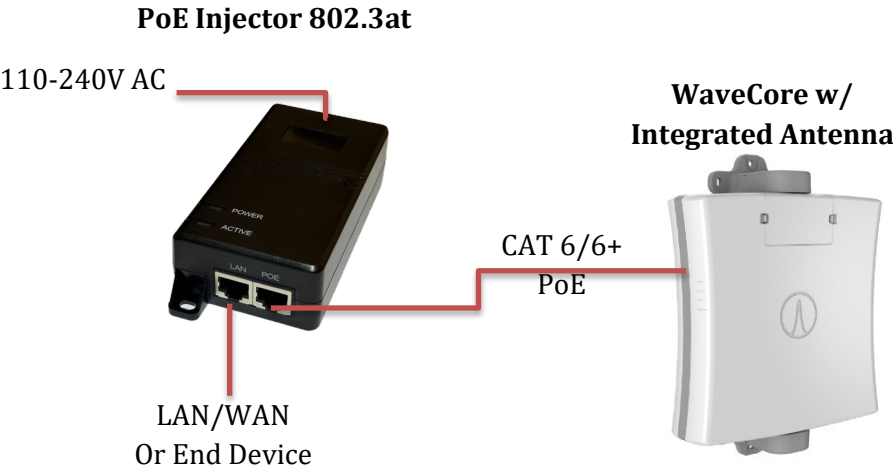 PoE Injector 802.3at
110-240V AC
WaveCore w/
Integrated Antenna
POWER
ACTIVE
LAN POE
CAT 6/6+
PoE
LAN/WAN
Or End Device